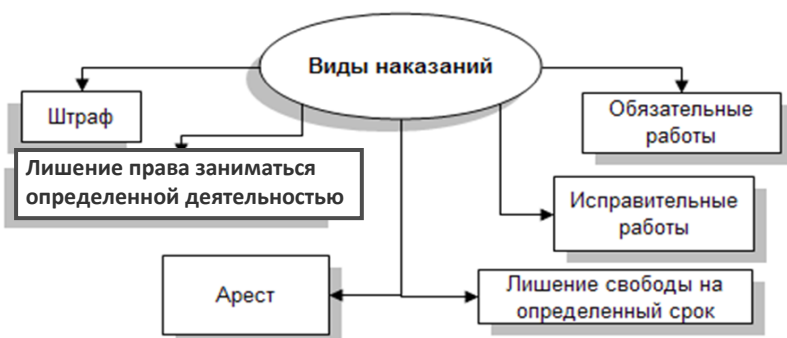 Виды наказаний
Штраф
Обязательные
работы
Лишение права заниматься
определенной деятельностью
Исправительные
работы
Арест
Лишение свободы на
определенный срок